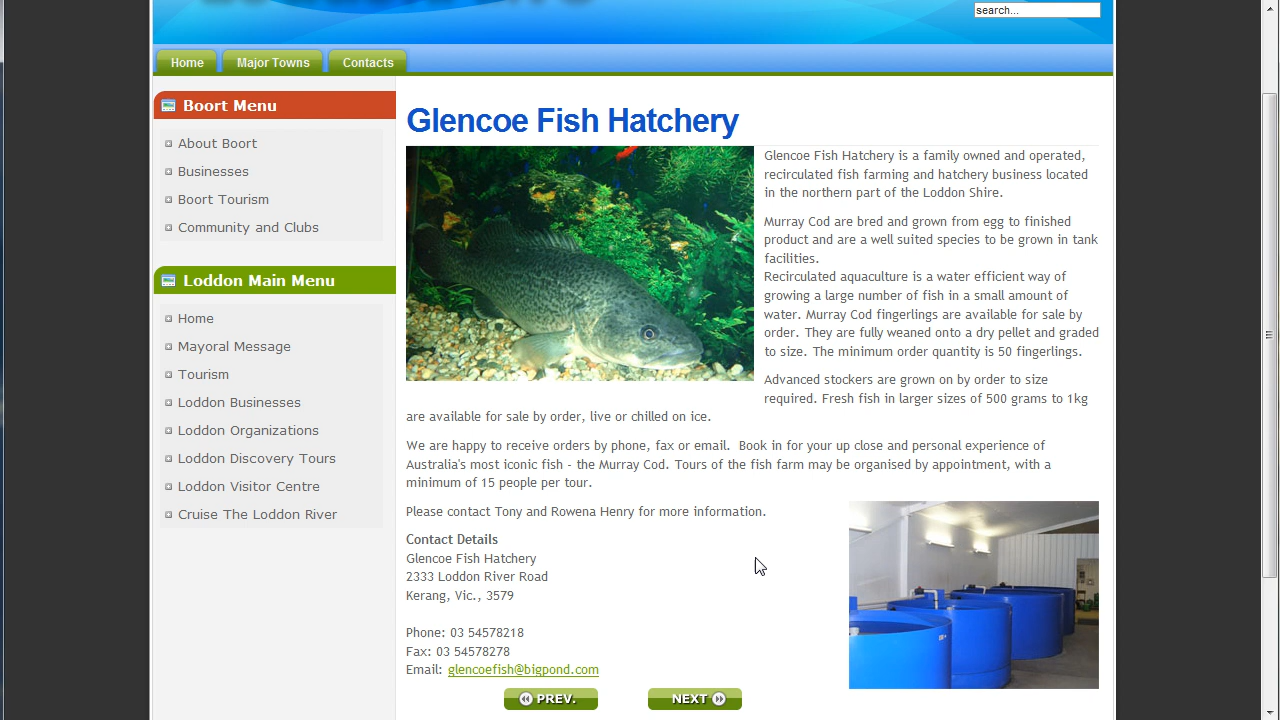 search...
Home
Major Towns
Contacts
Boort Menu
About Boort
Businesses
Boort Tourism
Community and Clubs
Loddon Main Menu
Home
Mayoral Message
Tourism
Loddon Businesses
Loddon Organizations
Loddon Discovery Tours
Loddon Visitor Centre
Cruise The Loddon River
Glencoe Fish Hatchery
Glencoe Fish Hatchery is a family owned and operated,
recirculated fish farming and hatchery business located
in the northern part of the Loddon Shire.
Murray Cod are bred and grown from egg to finished
product and are a well suited species to be grown in tank
facilities.
Recirculated aquaculture is a water efficient way of
growing a large number of fish in a small amount of
water. Murray Cod fingerlings are available for sale by
order. They are fully weaned onto a dry pellet and graded
to size. The minimum order quantity is 50 fingerlings.
Advanced stockers are grown on by order to size
required. Fresh fish in larger sizes of 500 grams to 1kg
are available for sale by order, live or chilled on ice.
We are happy to receive orders by phone, fax or email. Book in for your up close and personal experience of
Australia's most iconic fish - the Murray Cod. Tours of the fish farm may be organised by appointment, with a
minimum of 15 people per tour.
Please contact Tony and Rowena Henry for more information.
Contact Details
Glencoe Fish Hatchery
2333 Loddon River Road
Kerang, Vic., 3579
Phone: 03 54578218
Fax: 03 54578278
Email: glencoefish@bigpond.com
PREV.
NEXT